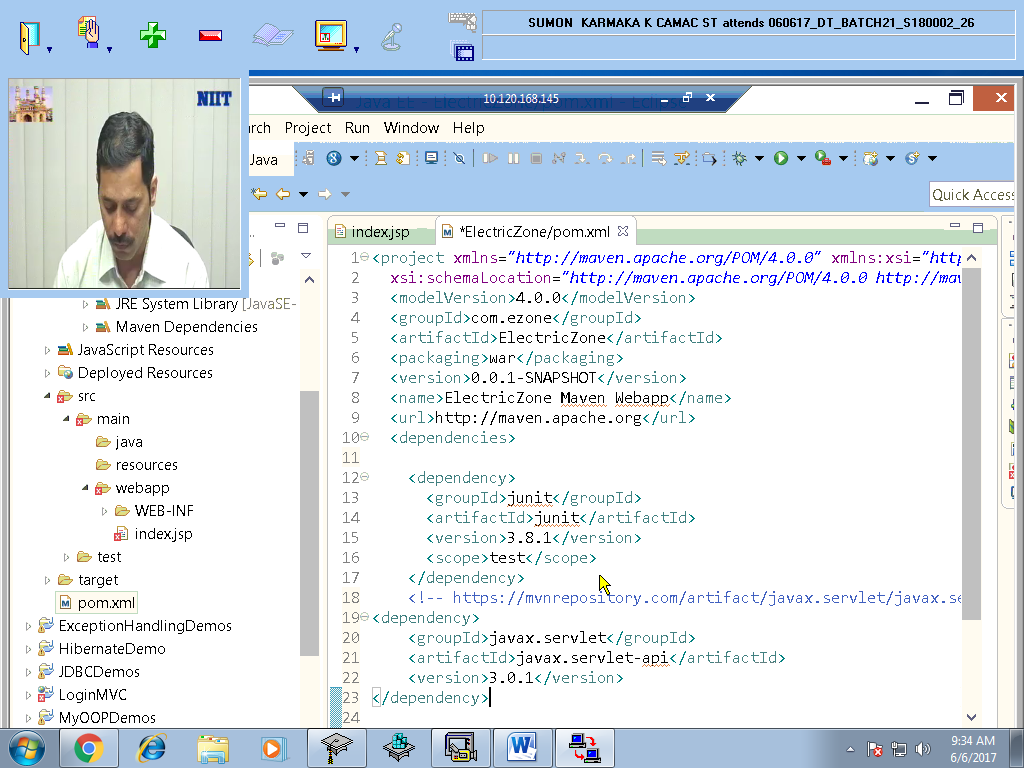 SUMON KARMAKA K CAMAC ST attends 060617_DT_BATCH21_S180002_26
NIIT
10.120.168.145
rch Project Run Window Help
Java
Quick Access
index.jsp
*ElectricZone/pom.xml
JRE System Library [JavaSE-
Maven Dependencies
JavaScript Resources
Deployed Resources
src
main
java
resources
webapp
WEB-INF
index.jsp
test
target
pom.xml
ExceptionHandlingDemos
HibernateDemo
JDBCDemos
LoginMVC
MyOOPDemos
1 <project xmlns="http://maven.apache.org/POM/4.0.0" xmlns:xsi="http
2 xsi:schemaLocation="http://maven.apache.org/POM/4.0.0 http://mav
3 <modelVersion>4.0.0</modelVersion>
4 <groupId>com.ezone</groupId>
5 <artifactId>ElectricZone</artifactId>
6 <packaging>war</packaging>
7 <version>0.0.1-SNAPSHOT</version>
8 <name>ElectricZone Maven Webapp</name>
9 <url>http://maven.apache.org</url>
10 <dependencies>
11
12 <dependency>
13 <groupId>junit</groupId>
14 <artifactId>junit</artifactId>
15 <version>3.8.1</version>
16 <scope>test</scope>
17 </dependency>
18 <!-- https://mvnrepository.com/artifact/javax.servlet/javax.se
19 <dependency>
20 <groupId>javax.servlet</groupId>
21 <artifactId>javax.servlet-api</artifactId>
22 <version>3.0.1</version>
23 </dependency>
24
9:34 AM
6/6/2017